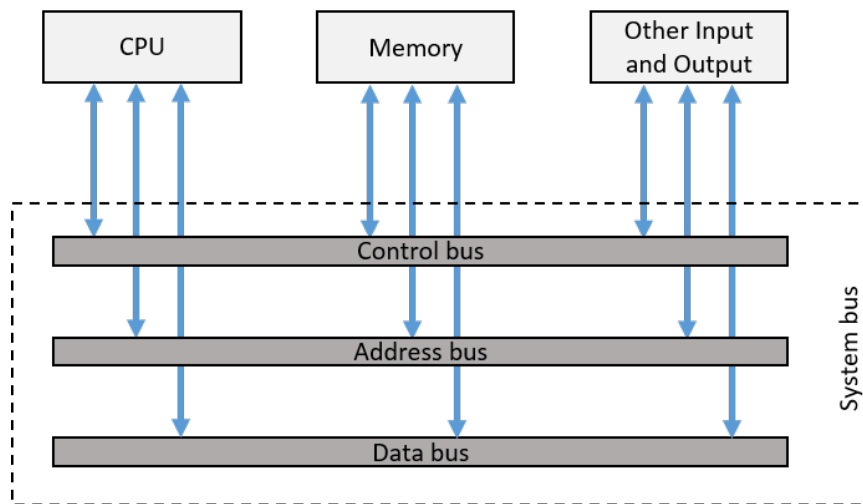 CPU
Memory
Other Input
and Output
Control bus
Address bus
Data bus
System bus